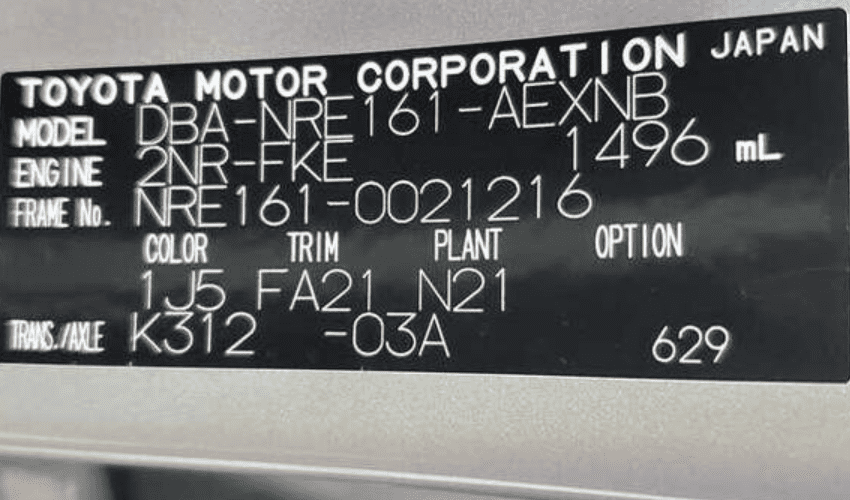 TOYOTA MOTOR CORPORATION JAPAN
MODEL DBA-NRE161-AEXNB
ENGINE 2NR-FKE 1496 mL
FRAME No. NRE161-0021216
COLOR TRIM PLANT OPTION
1J5 FA21 N21
TRANS./AXLE K312 -03A 629